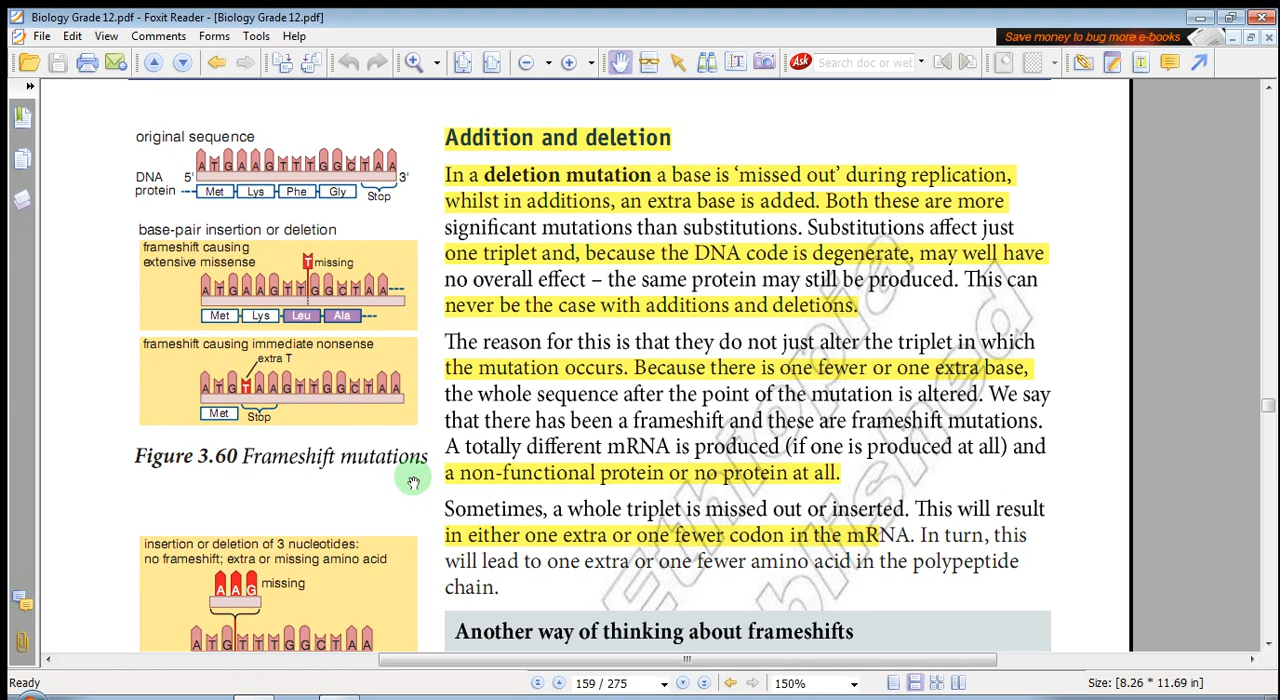 Biology Grade 12.pdf - Foxit Reader - [Biology Grade 12.pdf]
File Edit View Comments Forms Tools Help
Save money to bug more e-books
Ask Search doc or wel
original sequence
A T G A A G T T T G G C T A A
DNA 5' 3'
protein Met Lys Phe Gly Stop
base-pair insertion or deletion
frameshift causing
extensive missense
T missing
A T G A A G T T G G C T A A
Met Lys Leu Ala
frameshift causing immediate nonsense
extra T
A T G T A A G T T G G C T A A
Met Stop
Figure 3.60 Frameshift mutations
insertion or deletion of 3 nucleotides:
no frameshift; extra or missing amino acid
A A G missing
A T G T T T G G C T A A
Addition and deletion
In a deletion mutation a base is ‘missed out’ during replication,
whilst in additions, an extra base is added. Both these are more
significant mutations than substitutions. Substitutions affect just
one triplet and, because the DNA code is degenerate, may well have
no overall effect – the same protein may still be produced. This can
never be the case with additions and deletions.
The reason for this is that they do not just alter the triplet in which
the mutation occurs. Because there is one fewer or one extra base,
the whole sequence after the point of the mutation is altered. We say
that there has been a frameshift and these are frameshift mutations.
A totally different mRNA is produced (if one is produced at all) and
a non-functional protein or no protein at all.
Sometimes, a whole triplet is missed out or inserted. This will result
in either one extra or one fewer codon in the mRNA. In turn, this
will lead to one extra or one fewer amino acid in the polypeptide
chain.
Another way of thinking about frameshifts
Ethiopia
blished
Ready
159 / 275
150%
Size: [8.26 * 11.69 in]